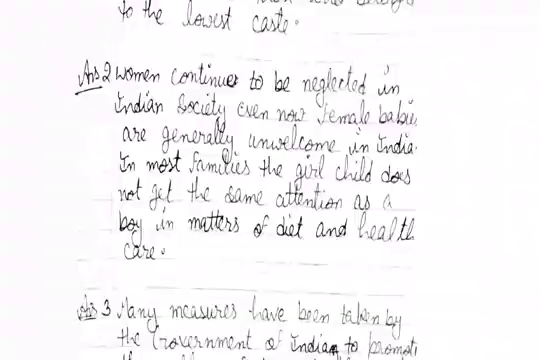 to the lowest caste.
Ans 2 Women continue to be neglected in
Indian Society even now Female babies
are generally unwelcome in India.
In most families the girl child does
not get the same attention as a
boy in matters of diet and health
care.
Ans 3 Many measures have been taken by
the Government of Indian to promote